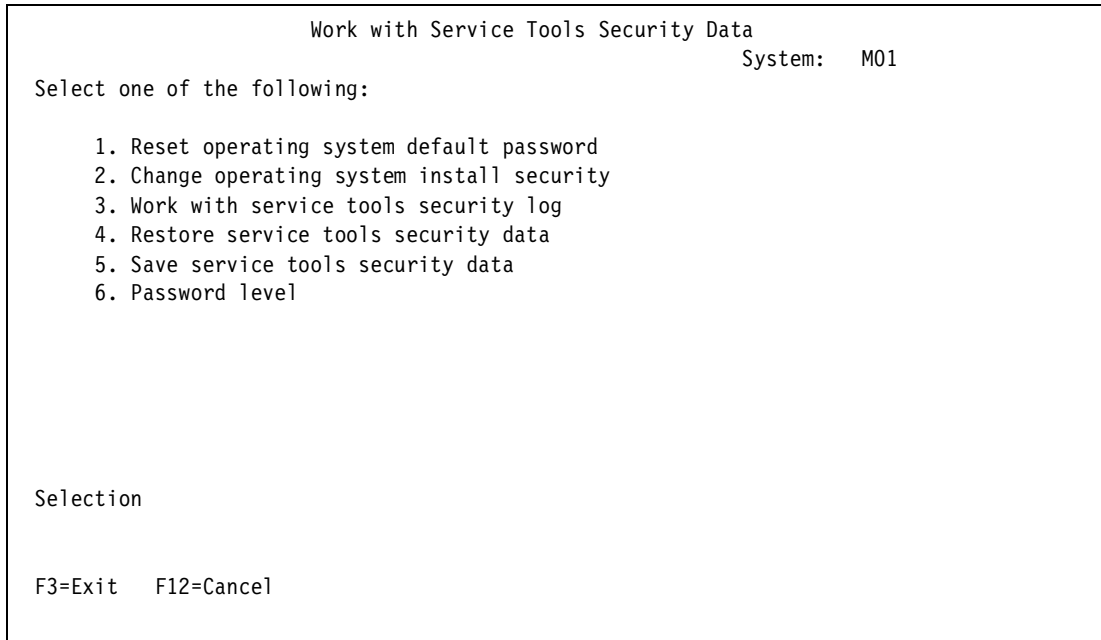 Work with Service Tools Security Data
System: M01
Select one of the following:
1. Reset operating system default password
2. Change operating system install security
3. Work with service tools security log
4. Restore service tools security data
5. Save service tools security data
6. Password level
Selection
F3=Exit F12=Cancel